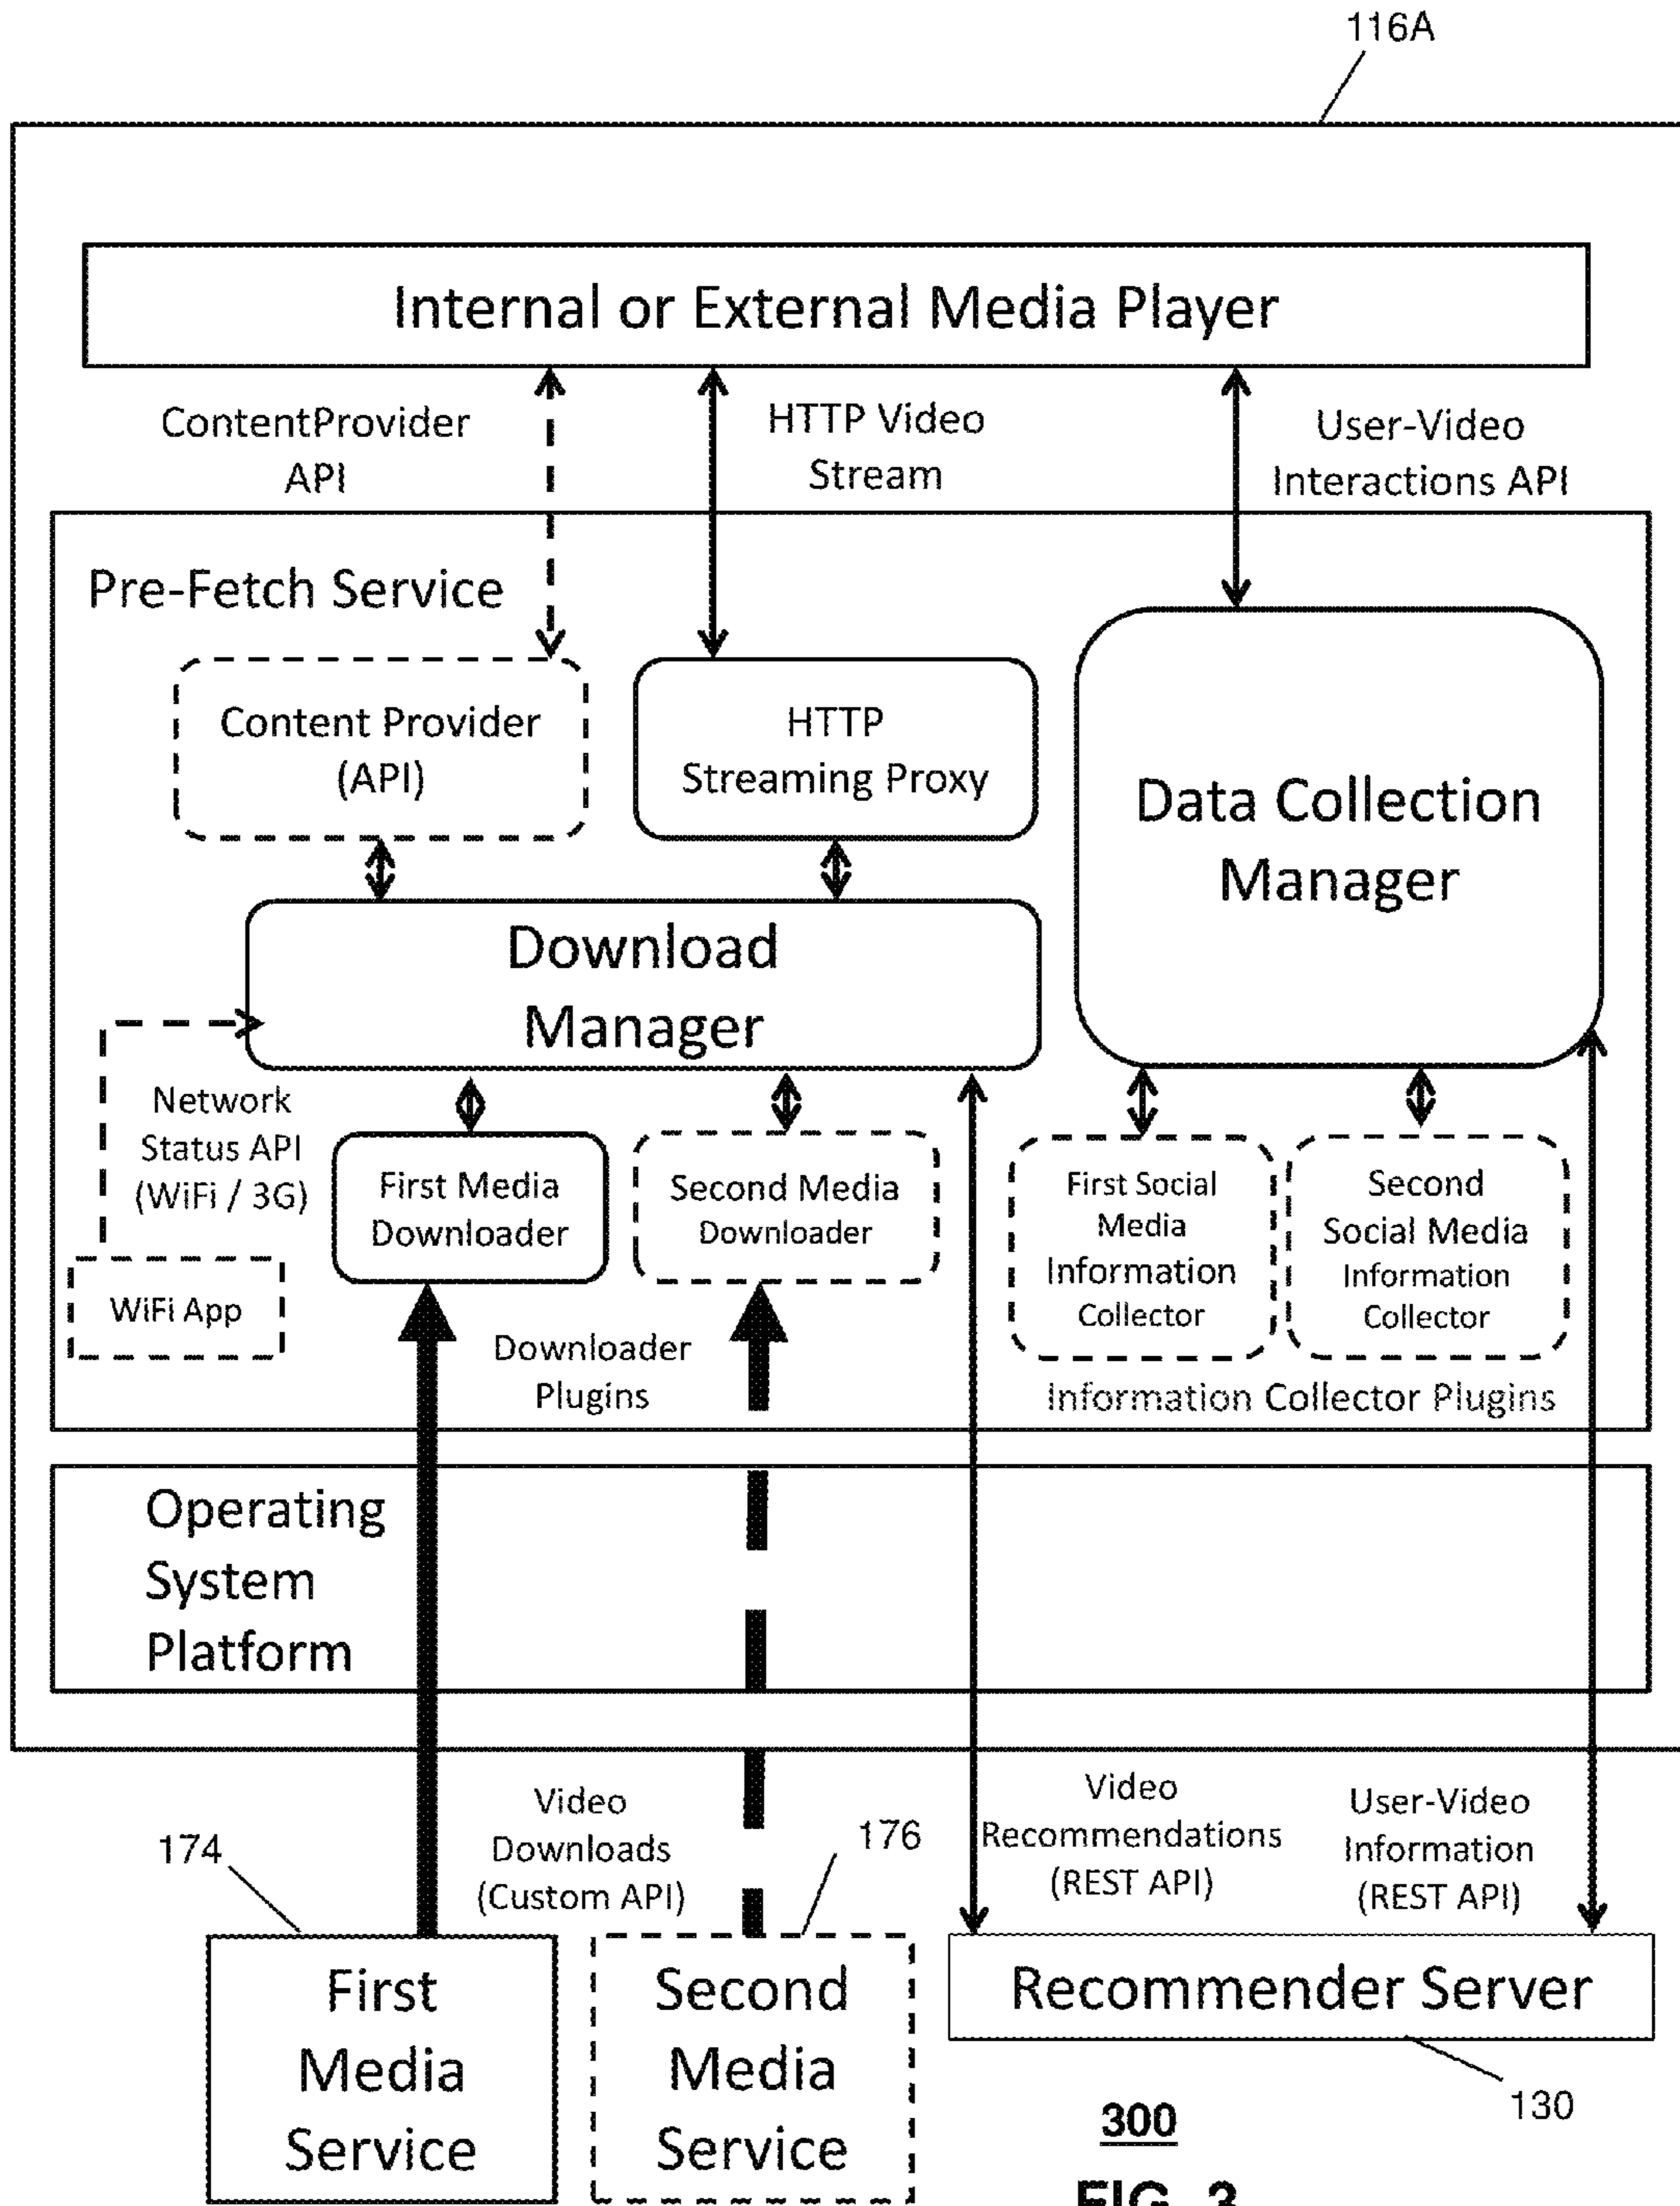 116A
Internal or External Media Player
ContentProvider
API
HTTP Video
Stream
User-Video
Interactions API
Pre-Fetch Service
Content Provider
(API)
HTTP
Streaming Proxy
Data Collection
Manager
Download
Manager
Network
Status API
(WiFi / 3G)
First Media
Downloader
Second Media
Downloader
First Social
Media
Information
Collector
Second
Social Media
Information
Collector
WiFi App
Downloader
Plugins
Information Collector Plugins
Operating
System
Platform
Video
Downloads
(Custom API)
Video
Recommendations
(REST API)
User-Video
Information
(REST API)
174
176
First
Media
Service
Second
Media
Service
Recommender Server
130
300
FIG. 3